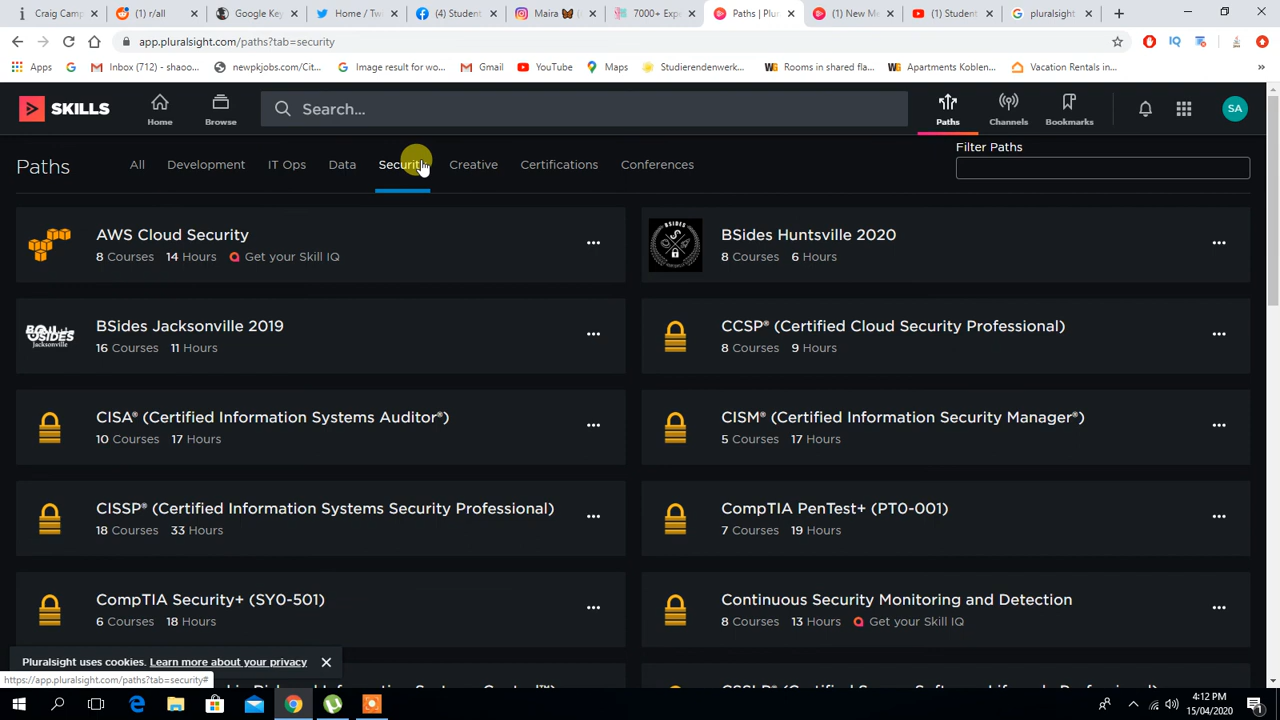 Craig Camp
(1) r/all
Google Key
Home / Tw
(4) Student
Maira
7000+ Exp
Paths | Plur
(1) New M
(1) Student
pluralsight
app.pluralsight.com/paths?tab=security
Apps
Inbox (712) - shaoo...
newpkjobs.com/Cit...
Image result for wo...
Gmail
YouTube
Maps
Studierendenwerk...
Rooms in shared fla...
Apartments Koblen...
Vacation Rentals in...
SKILLS
Home
Browse
Search...
Paths
Channels
Bookmarks
SA
Paths
All
Development
IT Ops
Data
Security
Creative
Certifications
Conferences
Filter Paths
AWS Cloud Security
8 Courses 14 Hours Get your Skill IQ
BSides Huntsville 2020
8 Courses 6 Hours
BSides Jacksonville 2019
16 Courses 11 Hours
CCSP® (Certified Cloud Security Professional)
8 Courses 9 Hours
CISA® (Certified Information Systems Auditor®)
10 Courses 17 Hours
CISM® (Certified Information Security Manager®)
5 Courses 17 Hours
CISSP® (Certified Information Systems Security Professional)
18 Courses 33 Hours
CompTIA PenTest+ (PT0-001)
7 Courses 19 Hours
CompTIA Security+ (SY0-501)
6 Courses 18 Hours
Continuous Security Monitoring and Detection
8 Courses 13 Hours Get your Skill IQ
Pluralsight uses cookies. Learn more about your privacy
https://app.pluralsight.com/paths?tab=security#
4:12 PM
15/04/2020